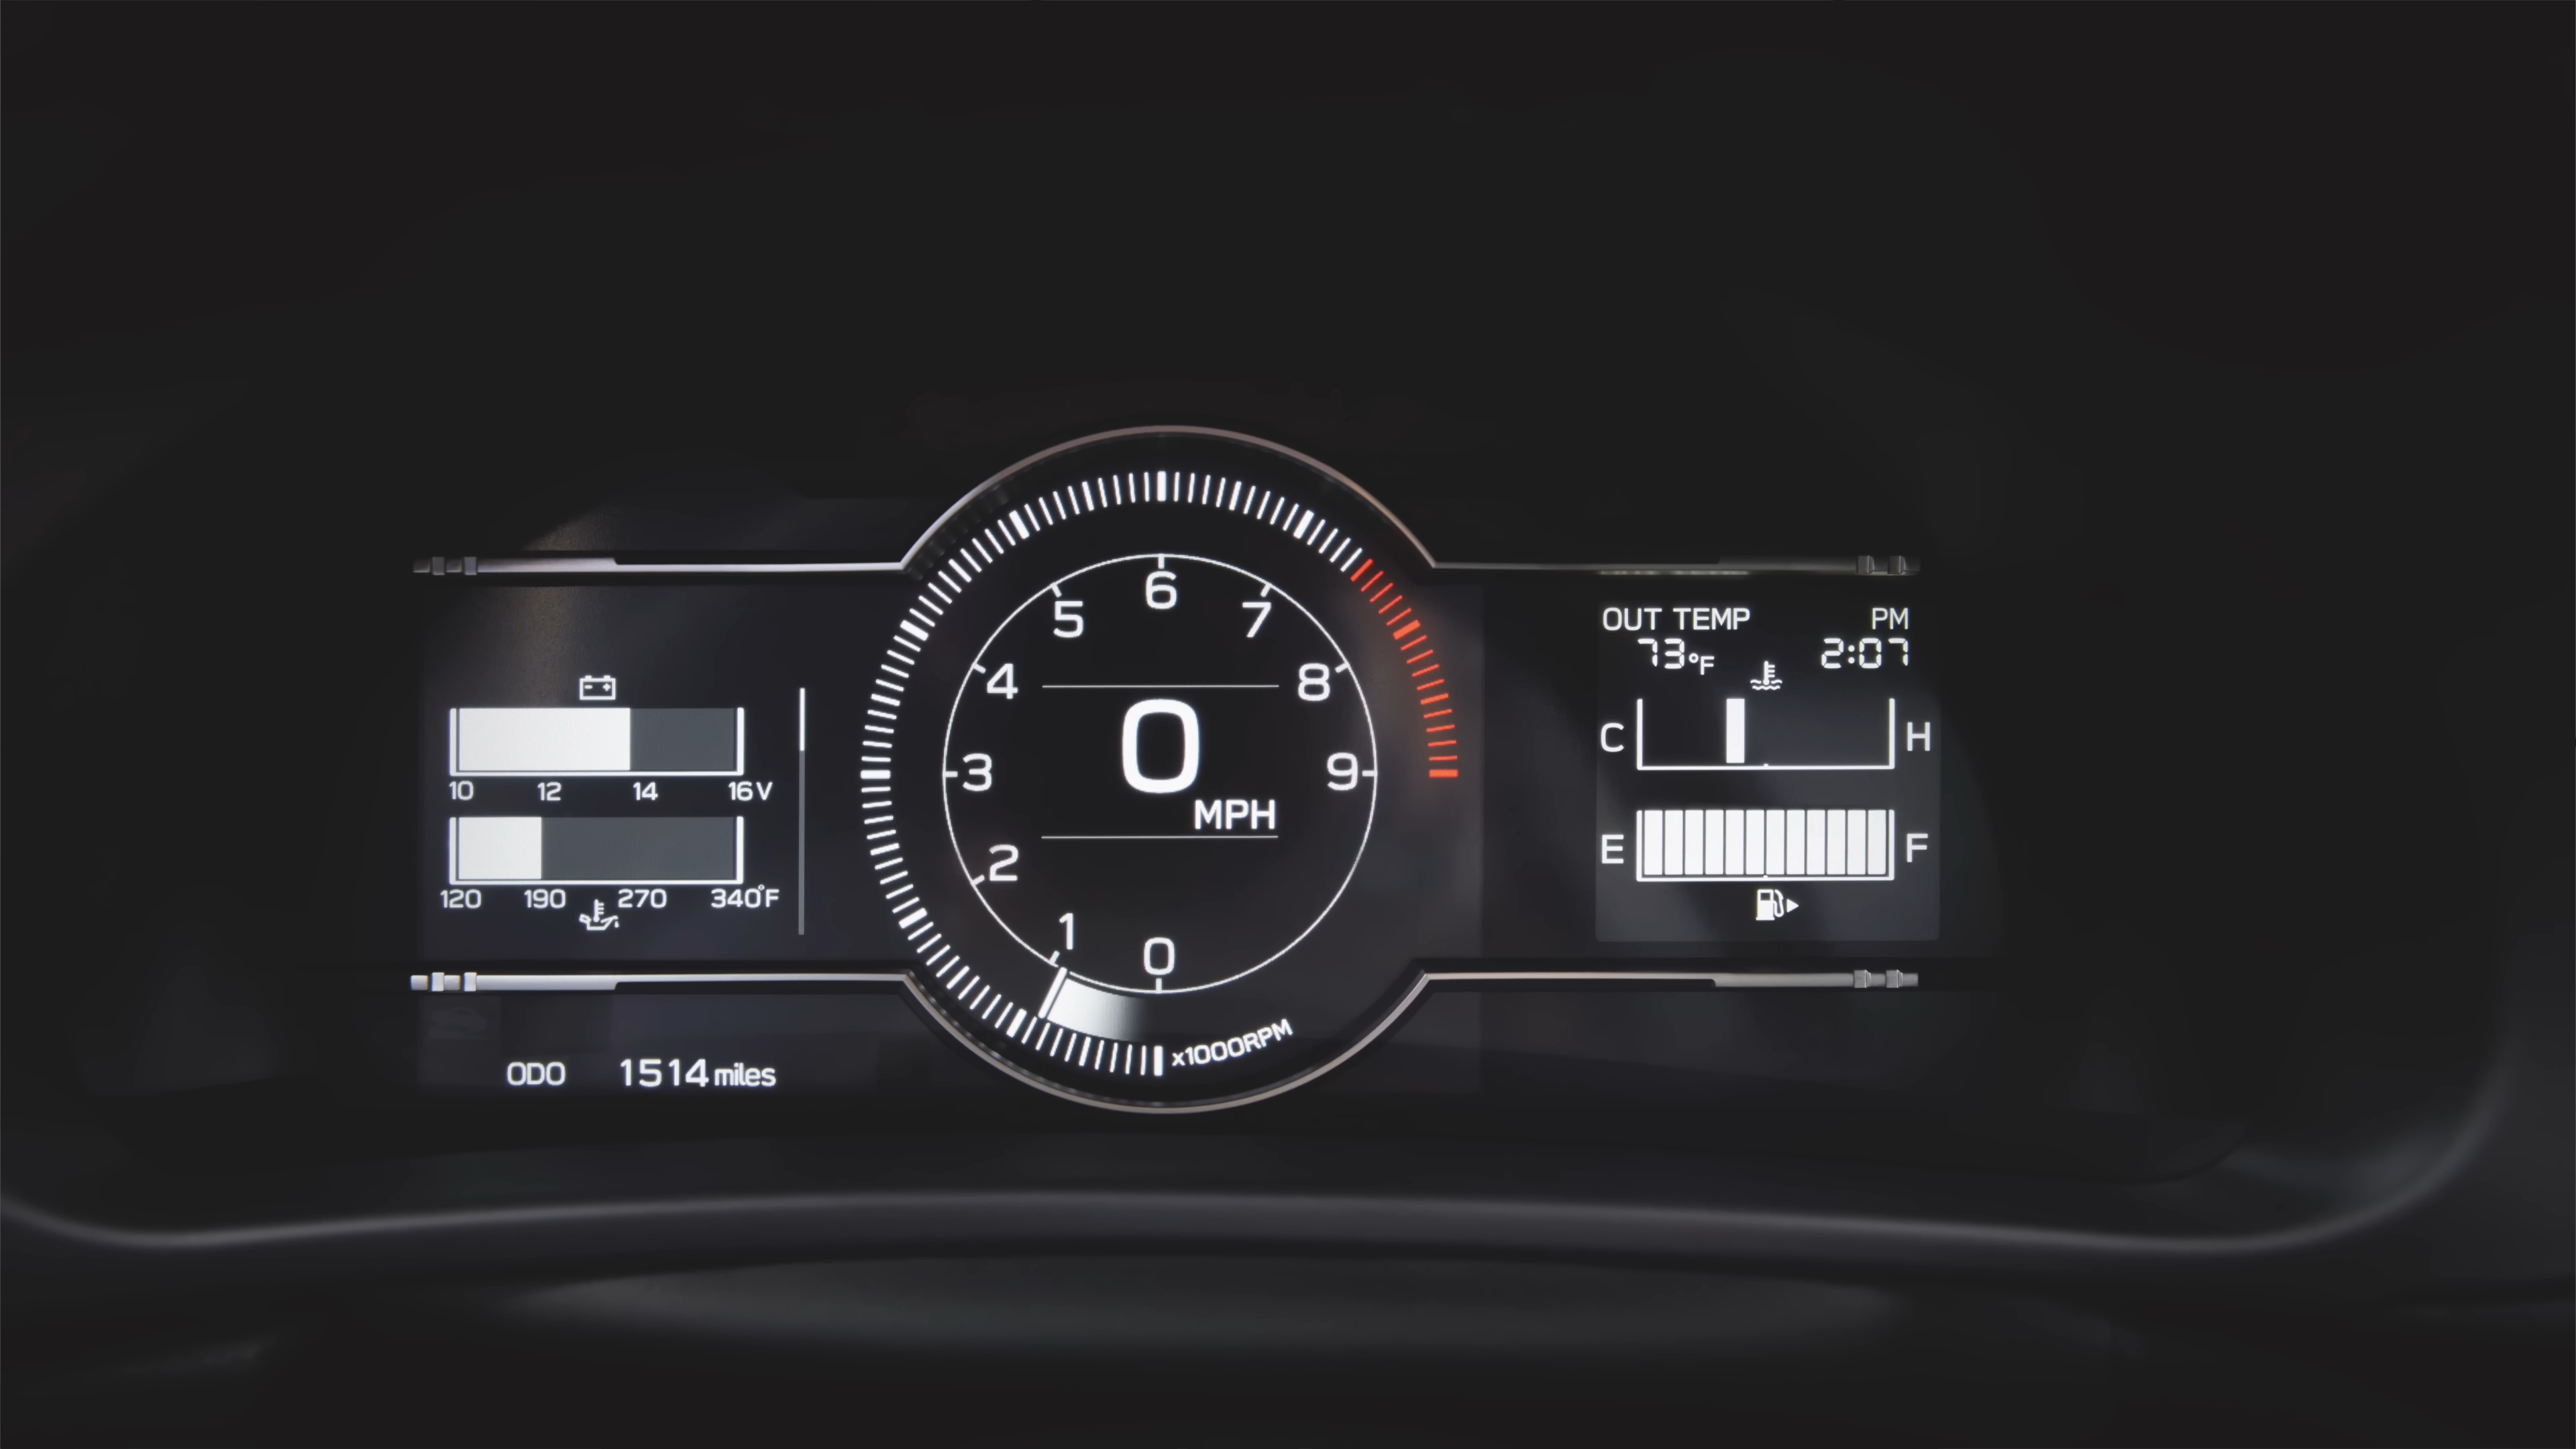 10 12 14 16 V
120 190 270 340°F
ODO 1514 miles
6
5 7
4 8
0
3 9
MPH
2
1
0
x1000RPM
OUT TEMP PM
73°F 2:07
C H
E F